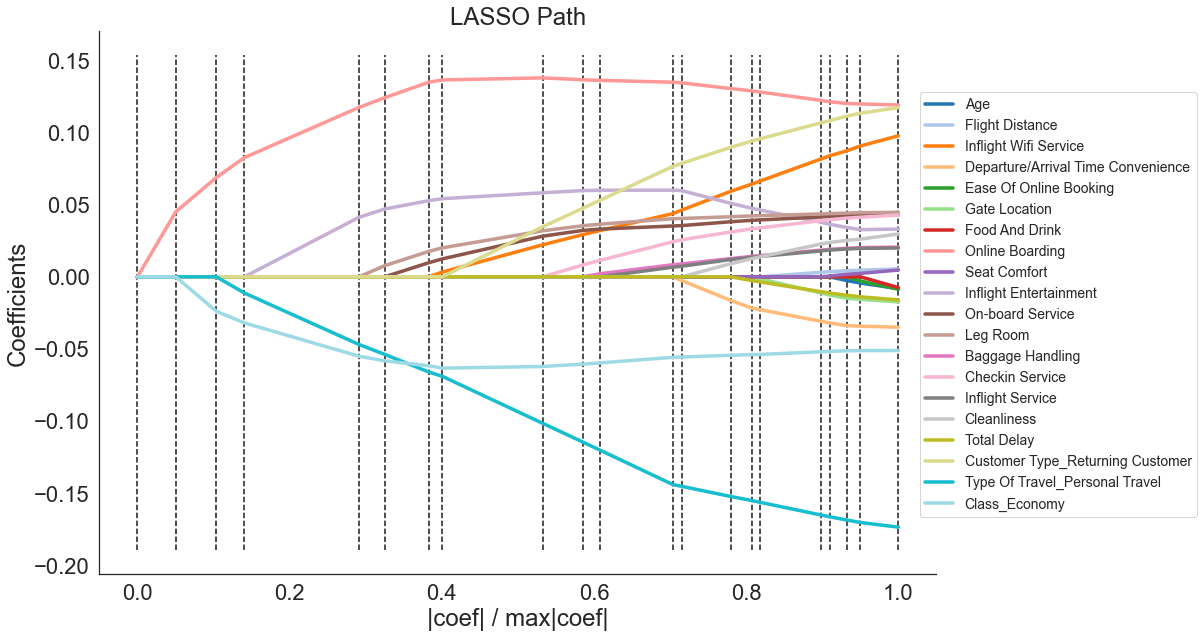 LASSO Path
0.15
0.10
0.05
0.00
−0.05
−0.10
−0.15
−0.20
Coefficients
0.0 0.2 0.4 0.6 0.8 1.0
|coef| / max|coef|
Age
Flight Distance
Inflight Wifi Service
Departure/Arrival Time Convenience
Ease Of Online Booking
Gate Location
Food And Drink
Online Boarding
Seat Comfort
Inflight Entertainment
On-board Service
Leg Room
Baggage Handling
Checkin Service
Inflight Service
Cleanliness
Total Delay
Customer Type_Returning Customer
Type Of Travel_Personal Travel
Class_Economy